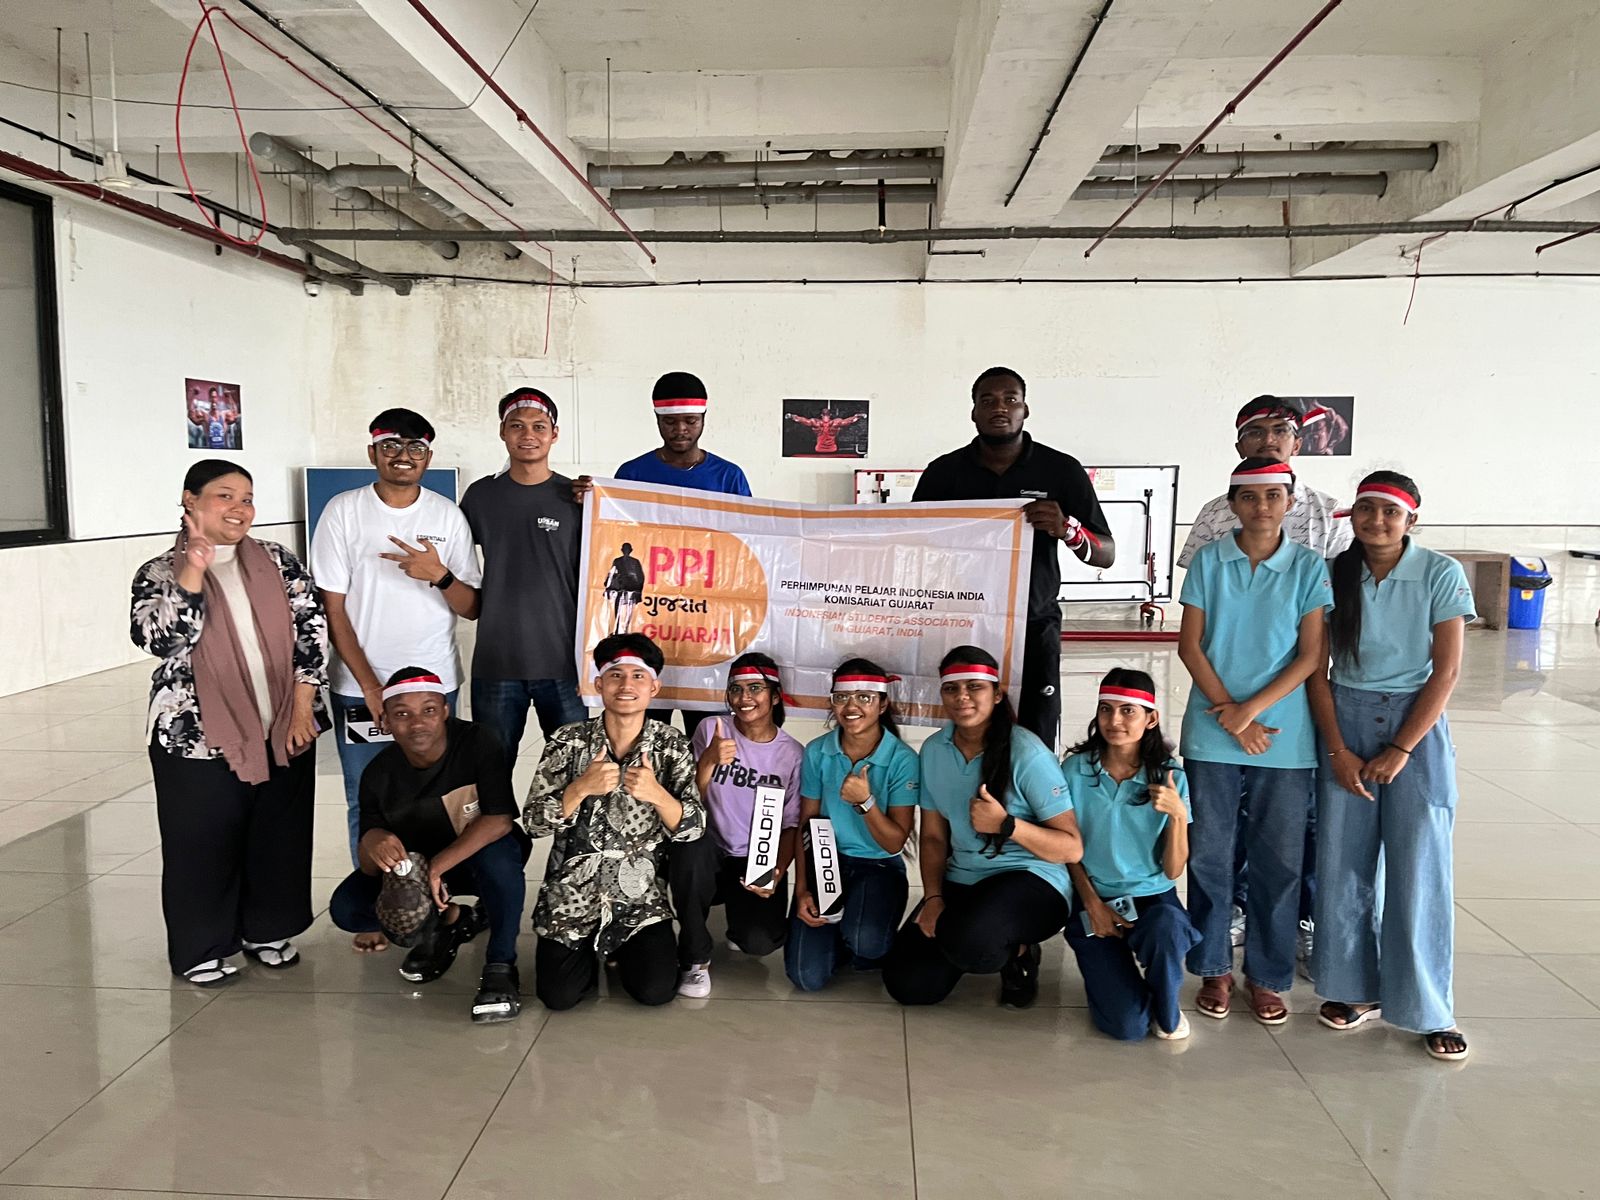 PPI
ગુજરાત
GUJARAT
PERHIMPUNAN PELAJAR INDONESIA INDIA
KOMISARIAT GUJARAT
INDONESIAN STUDENTS ASSOCIATION
IN GUJARAT, INDIA
ESSENTIALS
URBAN
THE BEAR
BOLDFIT
BOLDFIT